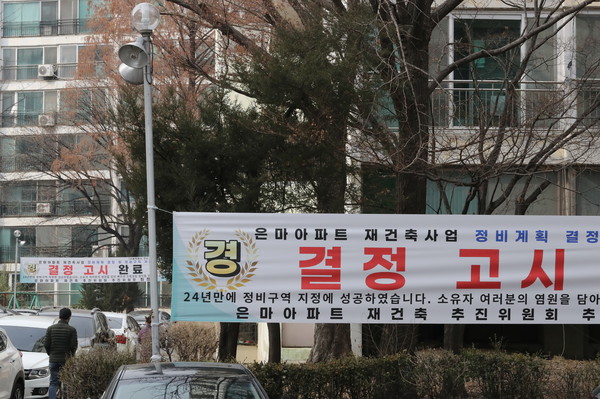 은마아파트 재건축사업 정비계획 결정
경 결정 고시
24년만에 정비구역 지정에 성공하였습니다. 소유자 여러분의 염원을 담아
은마아파트 재건축 추진위원회 추
결정 고시 완료